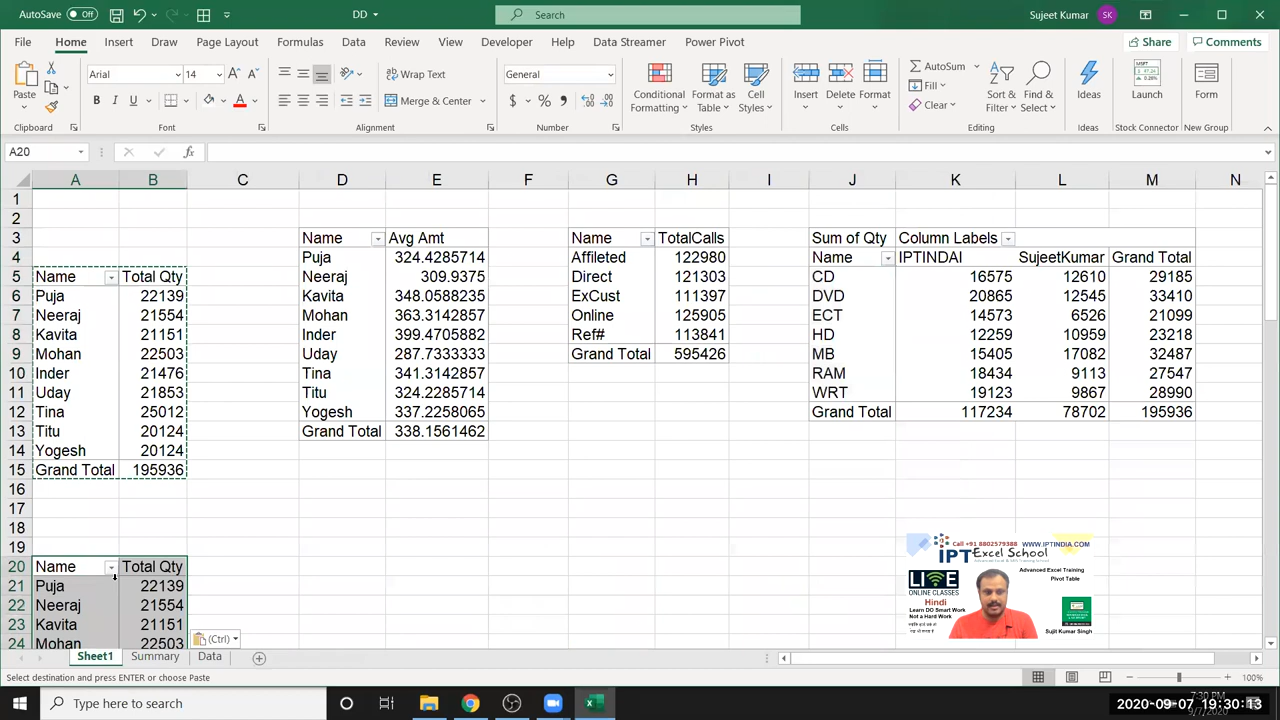 AutoSave Off DD Search Sujeet Kumar SK
File Home Insert Draw Page Layout Formulas Data Review View Developer Help Data Streamer Power Pivot Share Comments
Paste Arial 14 Wrap Text General Conditional Format as Cell Insert Delete Format AutoSum Sort & Find & Ideas Launch Form
B I U A Merge & Center $ % Formatting Table Styles Fill Clear Filter Select
Clipboard Font Alignment Number Styles Cells Editing Ideas Stock Connector New Group
A20 fx
A B C D E F G H I J K L M N
1
2
3 Name Avg Amt Name TotalCalls Sum of Qty Column Labels
4 Puja 324.4285714 Affileted 122980 Name IPTINDAI SujeetKumar Grand Total
5 Name Total Qty Neeraj 309.9375 Direct 121303 CD 16575 12610 29185
6 Puja 22139 Kavita 348.0588235 ExCust 111397 DVD 20865 12545 33410
7 Neeraj 21554 Mohan 363.3142857 Online 125905 ECT 14573 6526 21099
8 Kavita 21151 Inder 399.4705882 Ref# 113841 HD 12259 10959 23218
9 Mohan 22503 Uday 287.7333333 Grand Total 595426 MB 15405 17082 32487
10 Inder 21476 Tina 341.3142857 RAM 18434 9113 27547
11 Uday 21853 Titu 324.2285714 WRT 19123 9867 28990
12 Tina 25012 Yogesh 337.2258065 Grand Total 117234 78702 195936
13 Titu 20124 Grand Total 338.1561462
14 Yogesh 20124
15 Grand Total 195936
16
17
18
19
20 Name Total Qty
21 Puja 22139
22 Neeraj 21554
23 Kavita 21151
24 Mohan 22503 (Ctrl)
Call +91 8802579388 WWW.IPTINDIA.COM
IPT Excel School
LIVE
ONLINE CLASSES
Hindi
Learn DO Smart Work
Not a Hard Work
Advanced Excel Training
Pivot Table
Sujit Kumar Singh
Sheet1 Summary Data
Select destination and press ENTER or choose Paste 100%
Type here to search
7:30 PM
2020-09-07 19:30:13
9/7/2020